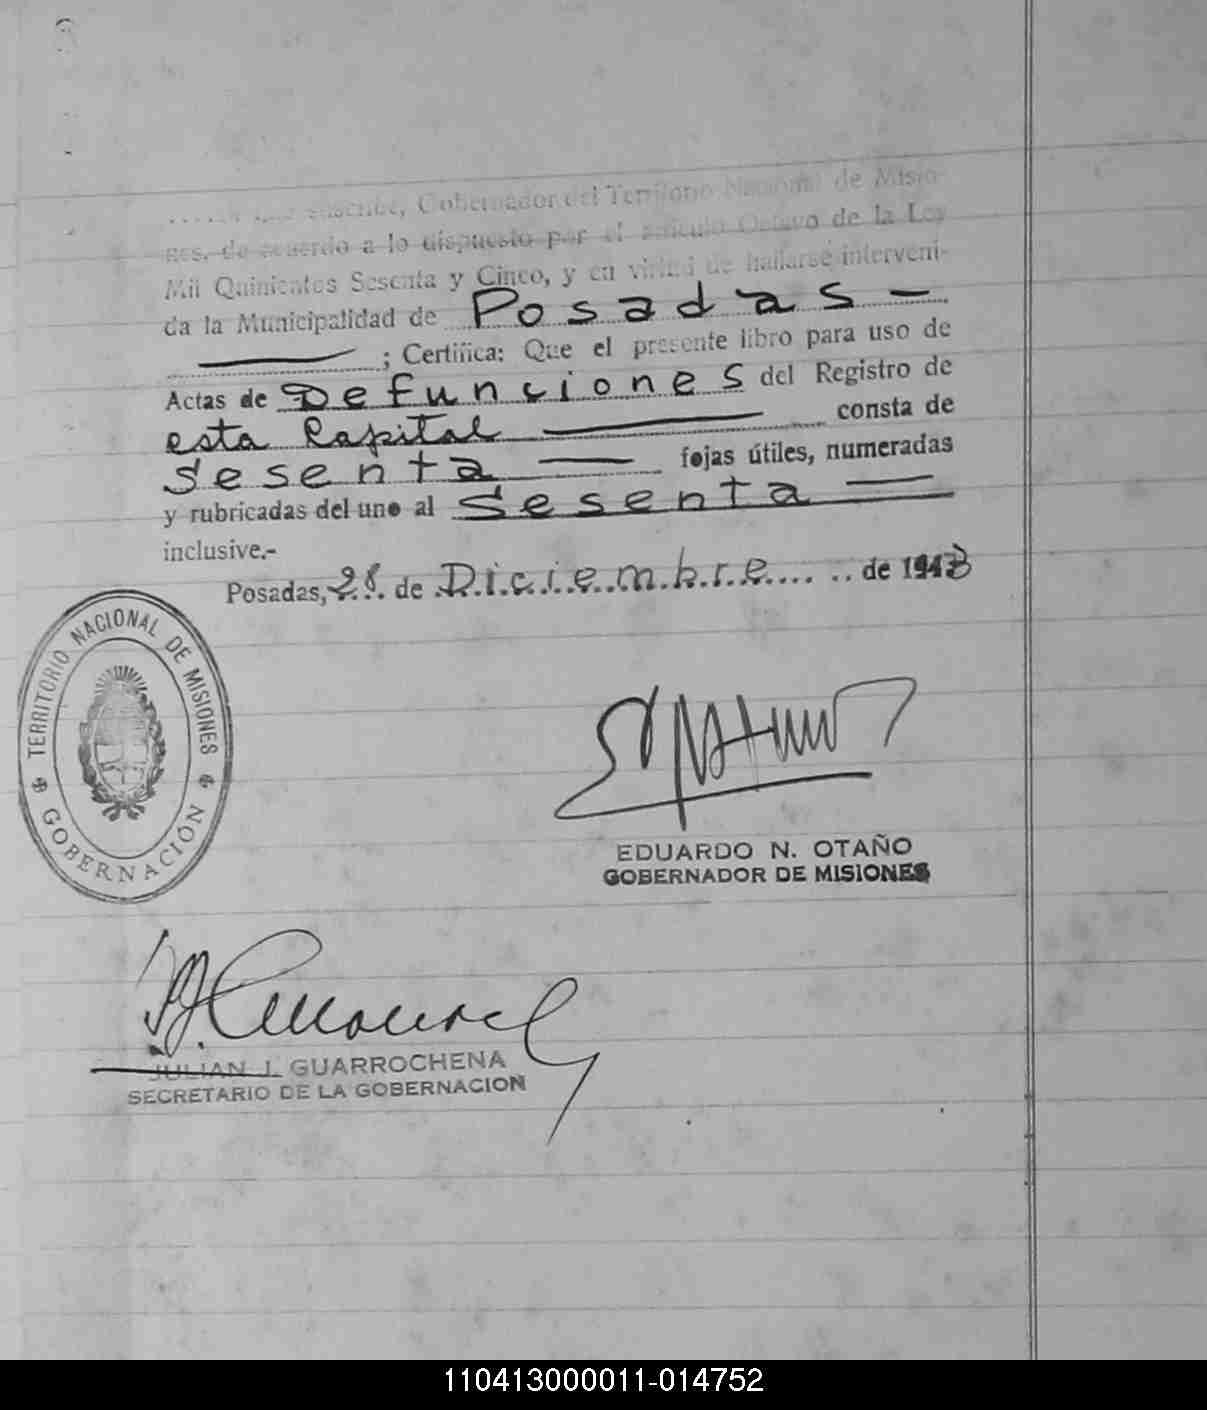 suscribe, Gobernador del Territorio Nacional de Misio-
nes, de acuerdo a lo dispuesto por el artículo Octavo de la Ley
Mil Quinientos Sesenta y Cinco, y en virtud de hallarse interveni-
da la Municipalidad de Posadas —
— ; Certifica: Que el presente libro para uso de
Actas de Defunciones del Registro de
esta Capital — consta de
Sesenta — fojas útiles, numeradas
y rubricadas del uno al Sesenta —
inclusive.-
Posadas, 28 de Diciembre de 1943
TERRITORIO NACIONAL DE MISIONES
GOBERNACIÓN
EDUARDO N. OTAÑO
GOBERNADOR DE MISIONES
JULIAN J. GUARROCHENA
SECRETARIO DE LA GOBERNACION
110413000011-014752